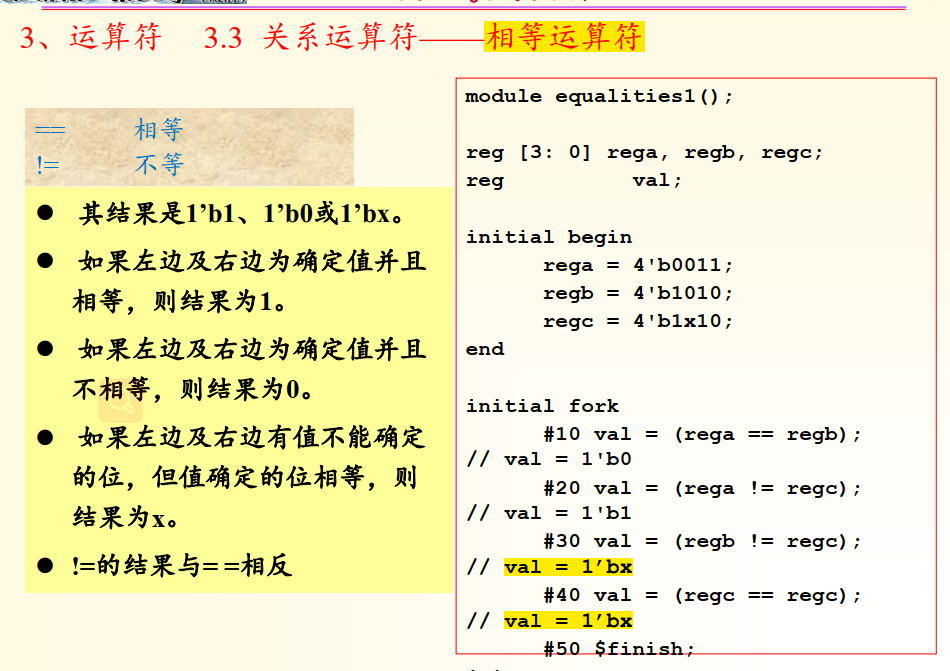 3、运算符 3.3 关系运算符——相等运算符
== 相等
!= 不等
● 其结果是1’b1、1’b0或1’bx。
● 如果左边及右边为确定值并且
相等，则结果为1。
● 如果左边及右边为确定值并且
不相等，则结果为0。
● 如果左边及右边有值不能确定
的位，但值确定的位相等，则
结果为x。
● !=的结果与= =相反
module equalities1();
reg [3: 0] rega, regb, regc;
reg val;
initial begin
rega = 4'b0011;
regb = 4'b1010;
regc = 4'b1x10;
end
initial fork
#10 val = (rega == regb);
// val = 1'b0
#20 val = (rega != regc);
// val = 1'b1
#30 val = (regb != regc);
// val = 1’bx
#40 val = (regc == regc);
// val = 1’bx
#50 $finish;